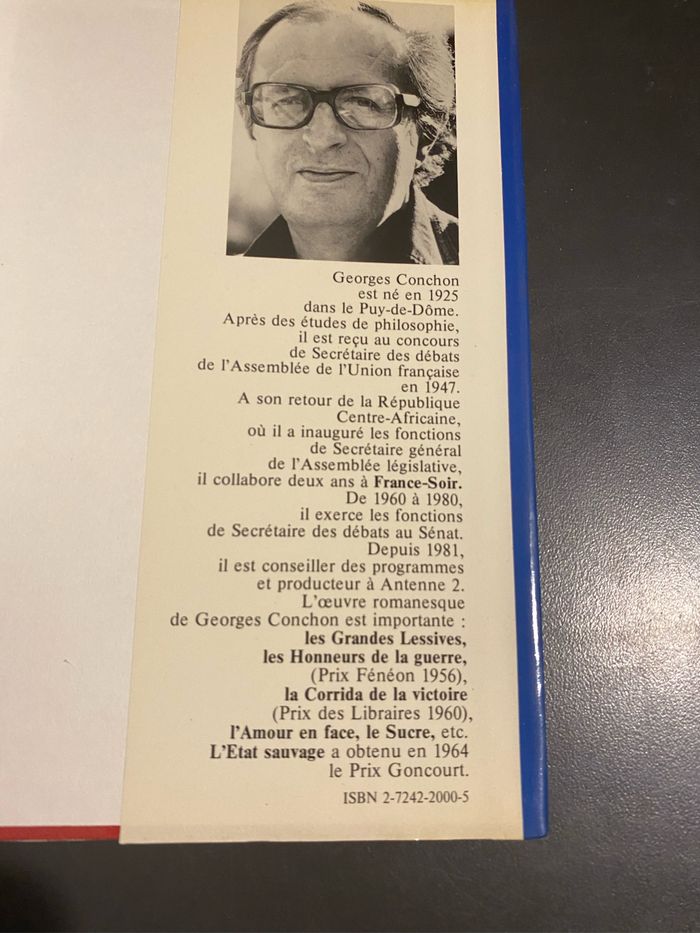 Georges Conchon
est né en 1925
dans le Puy-de-Dôme.
Après des études de philosophie,
il est reçu au concours
de Secrétaire des débats
de l'Assemblée de l'Union française
en 1947.
A son retour de la République
Centre-Africaine,
où il a inauguré les fonctions
de Secrétaire général
de l'Assemblée législative,
il collabore deux ans à France-Soir.
De 1960 à 1980,
il exerce les fonctions
de Secrétaire des débats au Sénat.
Depuis 1981,
il est conseiller des programmes
et producteur à Antenne 2.
L'œuvre romanesque
de Georges Conchon est importante :
les Grandes Lessives,
les Honneurs de la guerre,
(Prix Fénéon 1956),
la Corrida de la victoire
(Prix des Libraires 1960),
l'Amour en face, le Sucre, etc.
L'Etat sauvage a obtenu en 1964
le Prix Goncourt.
ISBN 2-7242-2000-5